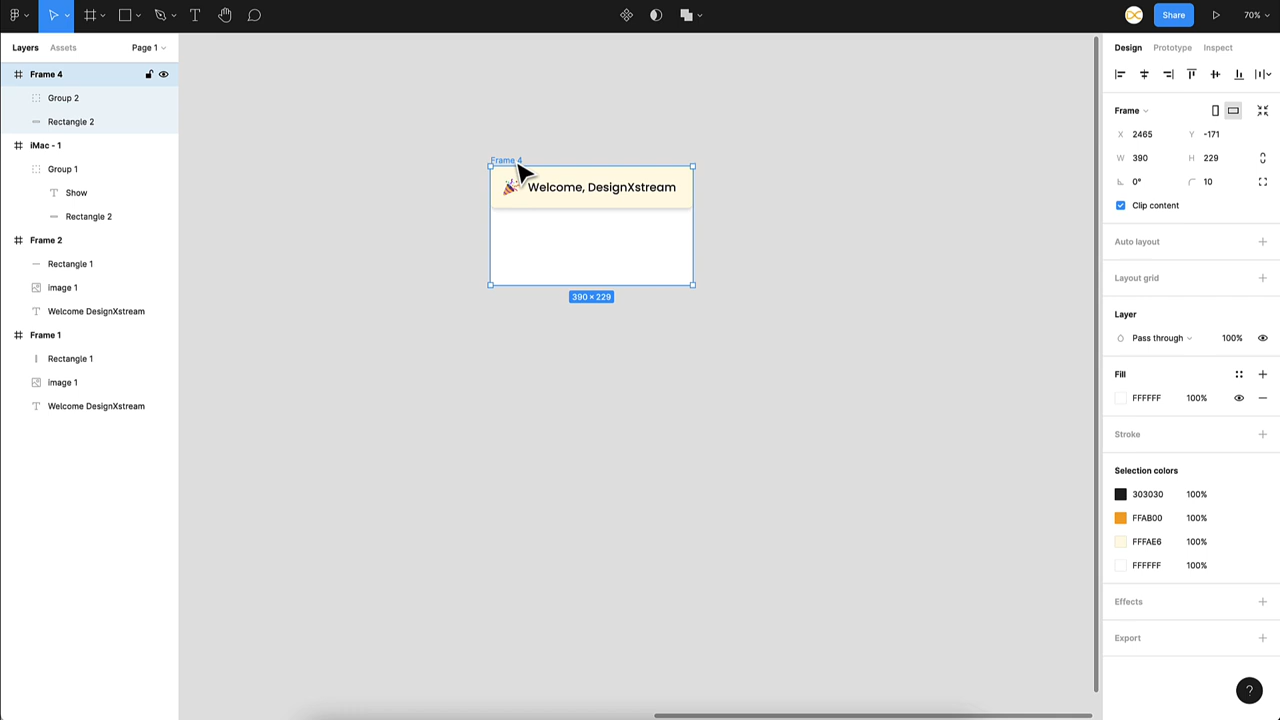 Share
70%
Layers
Assets
Page 1
Frame 4
Group 2
Rectangle 2
iMac - 1
Group 1
Show
Rectangle 2
Frame 2
Rectangle 1
image 1
Welcome DesignXstream
Frame 1
Rectangle 1
image 1
Welcome DesignXstream
Frame 4
Welcome, DesignXstream
390 × 229
Design
Prototype
Inspect
Frame
X 2465 Y -171
W 390 H 229
0° 10
Clip content
Auto layout
Layout grid
Layer
Pass through 100%
Fill
FFFFFF 100%
Stroke
Selection colors
303030 100%
FFAB00 100%
FFFAE6 100%
FFFFFF 100%
Effects
Export
?